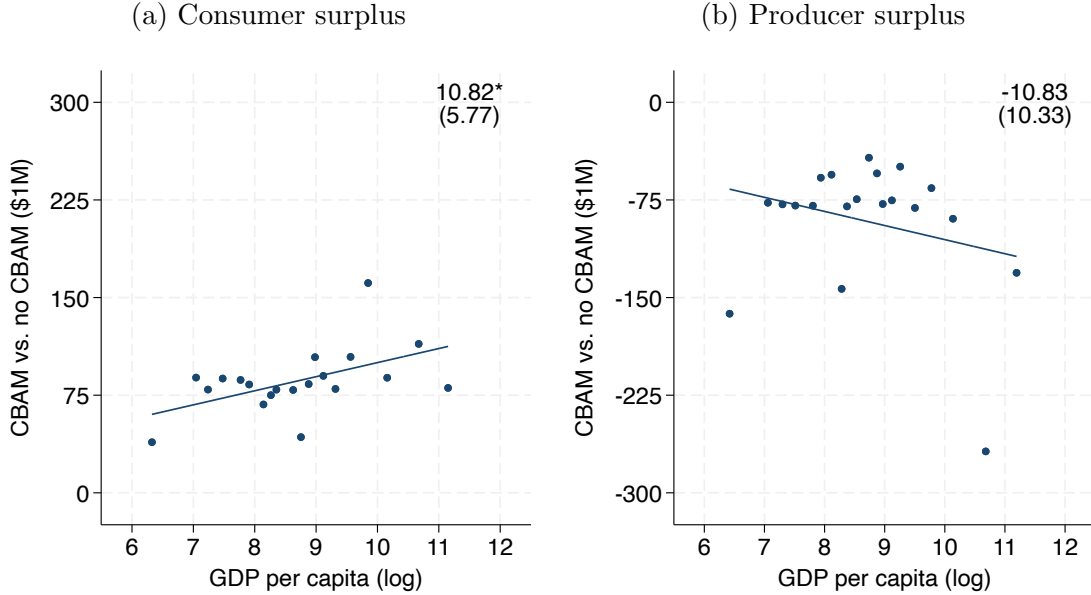 (a) Consumer surplus
CBAM vs. no CBAM ($1M)
300
225
150
75
0
10.82*
(5.77)
6 7 8 9 10 11 12
GDP per capita (log)
(b) Producer surplus
CBAM vs. no CBAM ($1M)
0
-75
-150
-225
-300
-10.83
(10.33)
6 7 8 9 10 11 12
GDP per capita (log)